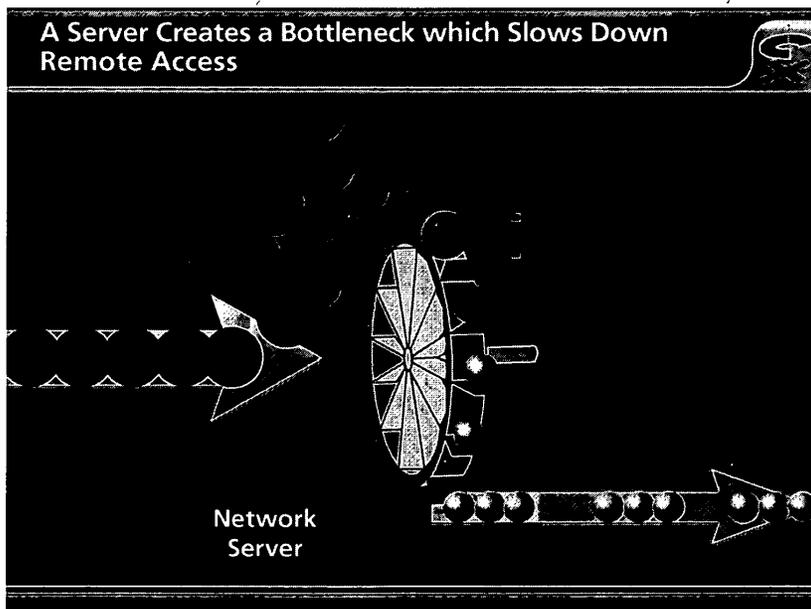 A Server Creates a Bottleneck which Slows Down
Remote Access
Network
Server